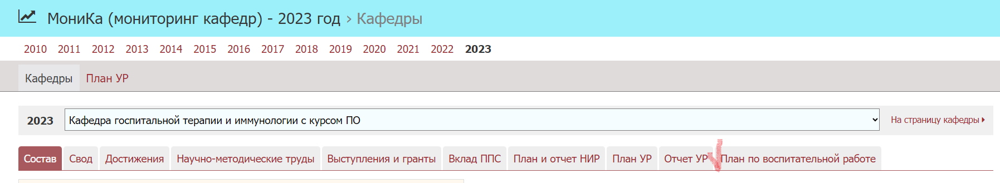 МониКа (мониторинг кафедр) - 2023 год › Кафедры
2010 2011 2012 2013 2014 2015 2016 2017 2018 2019 2020 2021 2022 2023
Кафедры План УР
2023 Кафедра госпитальной терапии и иммунологии с курсом ПО На страницу кафедры
Состав Свод Достижения Научно-методические труды Выступления и гранты Вклад ППС План и отчет НИР План УР Отчет УР План по воспитательной работе